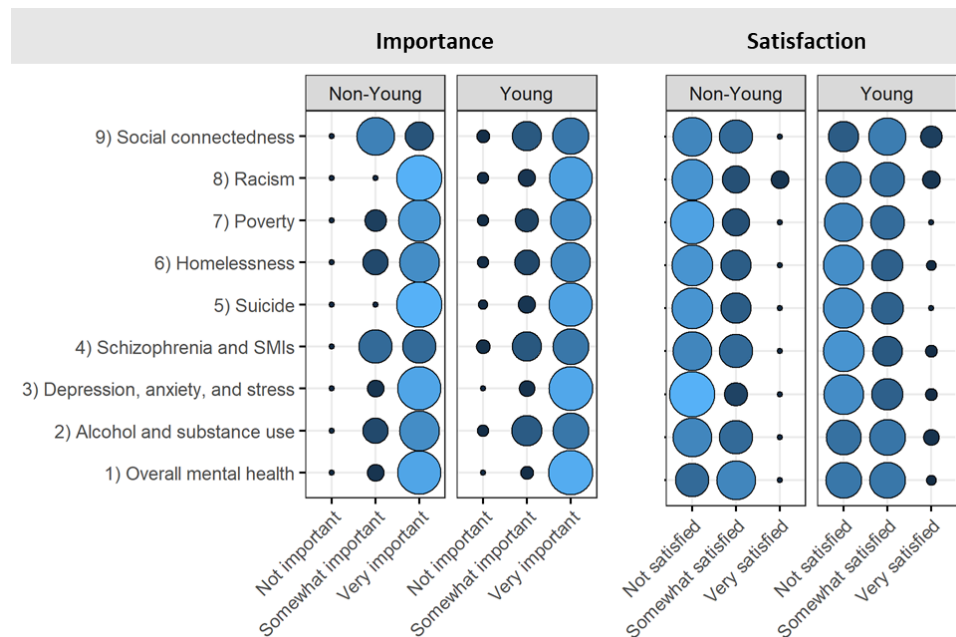 Importance Satisfaction
Non-Young Young Non-Young Young
9) Social connectedness
8) Racism
7) Poverty
6) Homelessness
5) Suicide
4) Schizophrenia and SMIs
3) Depression, anxiety, and stress
2) Alcohol and substance use
1) Overall mental health
Not important
Somewhat important
Very important
Not important
Somewhat important
Very important
Not satisfied
Somewhat satisfied
Very satisfied
Not satisfied
Somewhat satisfied
Very satisfied